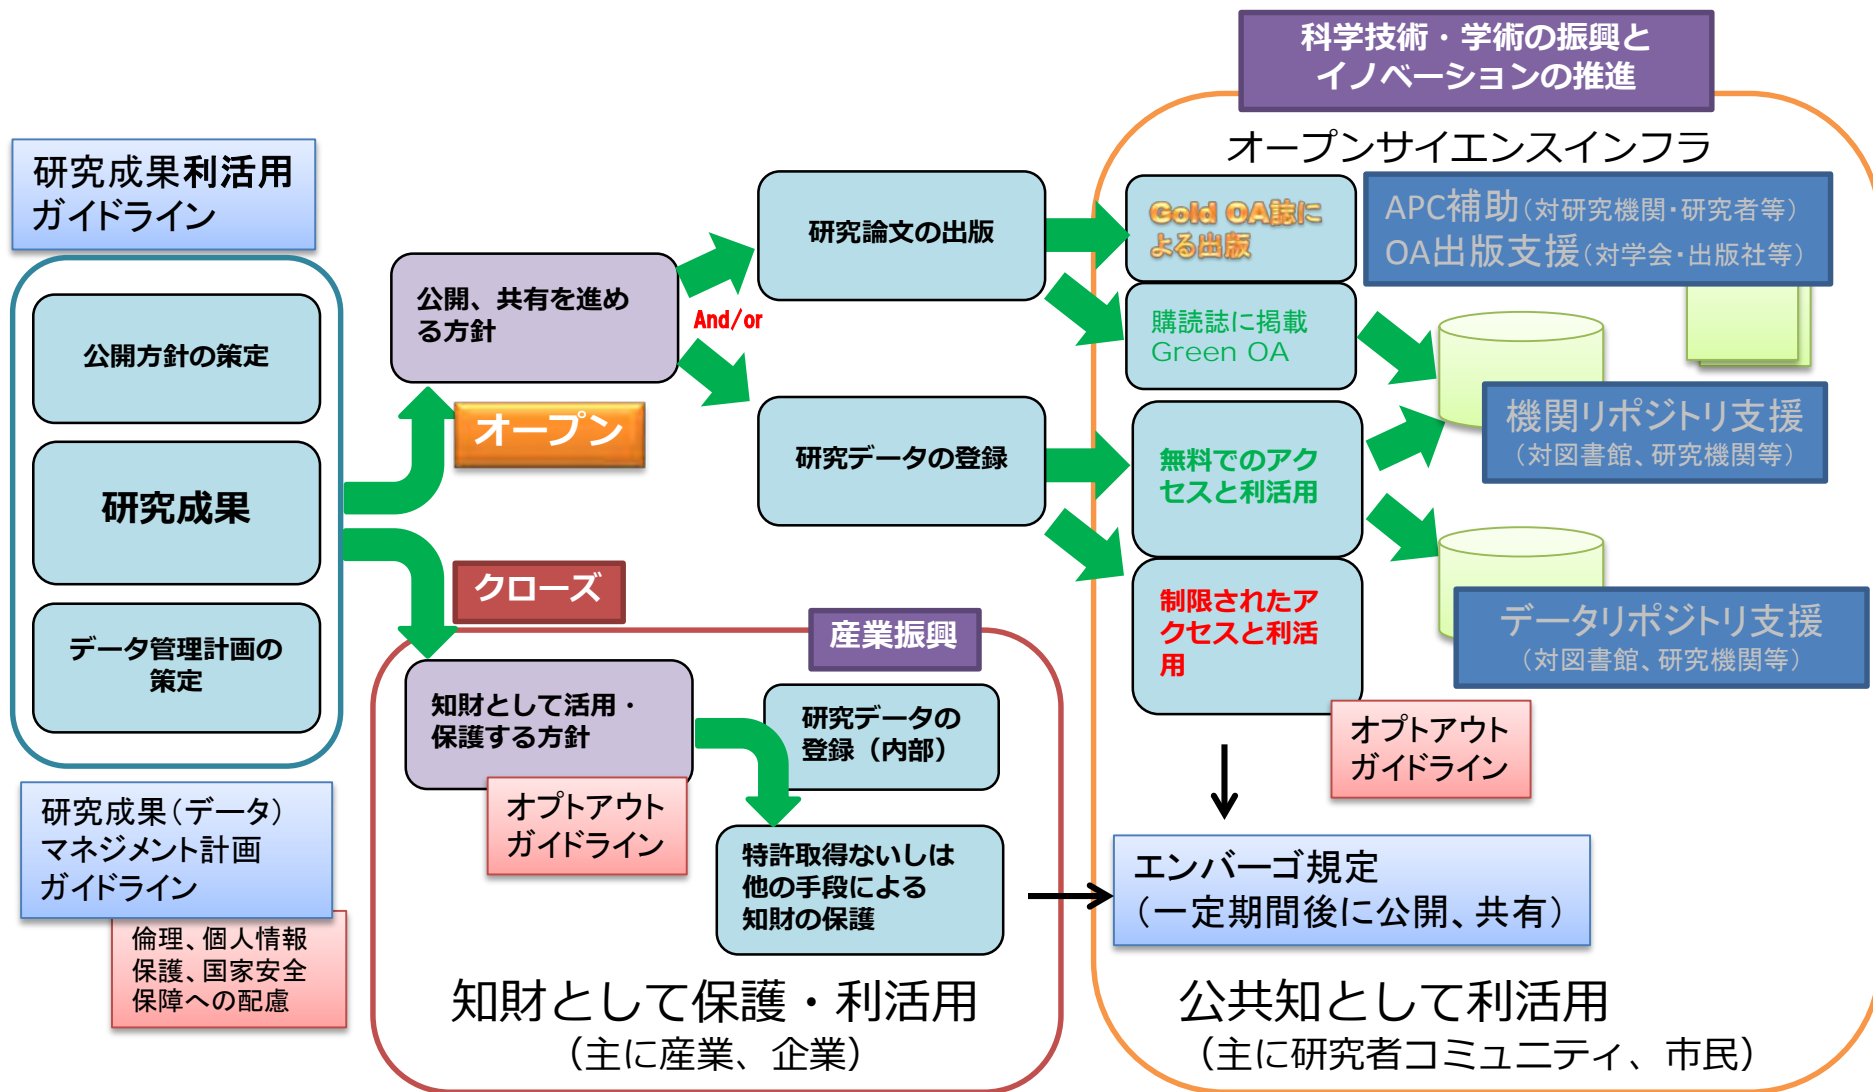 科学技術・学術の振興と
イノベーションの推進
オープンサイエンスインフラ
研究成果利活用
ガイドライン
公開方針の策定
研究成果
データ管理計画の
策定
研究成果（データ）
マネジメント計画
ガイドライン
倫理、個人情報
保護、国家安全
保障への配慮
公開、共有を進め
る方針
And/or
オープン
クローズ
研究論文の出版
研究データの登録
Gold OA誌に
よる出版
購読誌に掲載
Green OA
無料でのアク
セスと利活用
制限されたア
クセスと利活
用
APC補助（対研究機関・研究者等）
OA出版支援（対学会・出版社等）
機関リポジトリ支援
（対図書館、研究機関等）
データリポジトリ支援
（対図書館、研究機関等）
オプトアウト
ガイドライン
産業振興
知財として活用・
保護する方針
オプトアウト
ガイドライン
研究データの
登録（内部）
特許取得ないしは
他の手段による
知財の保護
エンバーゴ規定
（一定期間後に公開、共有）
知財として保護・利活用
（主に産業、企業）
公共知として利活用
（主に研究者コミュニティ、市民）